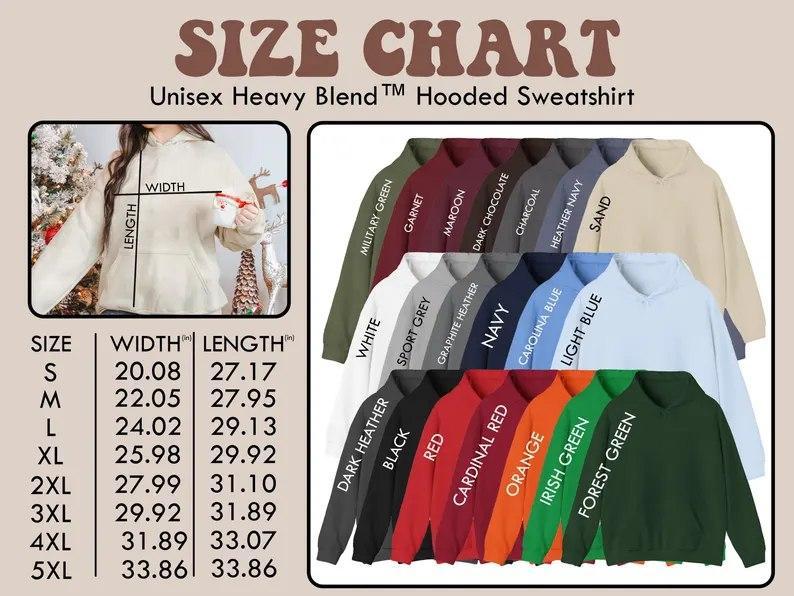 SIZE CHART
Unisex Heavy Blend™ Hooded Sweatshirt
WIDTH
LENGTH
SIZE WIDTH(in) LENGTH(in)
S 20.08 27.17
M 22.05 27.95
L 24.02 29.13
XL 25.98 29.92
2XL 27.99 31.10
3XL 29.92 31.89
4XL 31.89 33.07
5XL 33.86 33.86
MILITARY GREEN
GARNET
MAROON
DARK CHOCOLATE
CHARCOAL
HEATHER NAVY
SAND
WHITE
SPORT GREY
GRAPHITE HEATHER
NAVY
CAROLINA BLUE
LIGHT BLUE
DARK HEATHER
BLACK
RED
CARDINAL RED
ORANGE
IRISH GREEN
FOREST GREEN